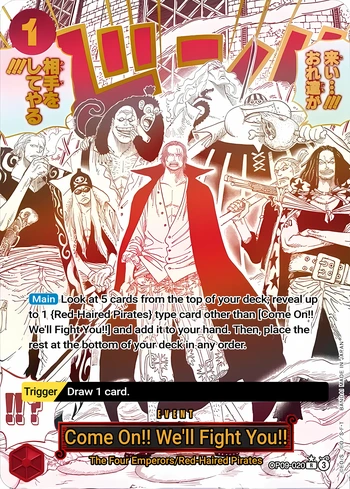 1
来い…!!!
おれ達が
相手を
してやる
!!!
Main Look at 5 cards from the top of your deck, reveal up
to 1 {Red-Haired Pirates} type card other than [Come On!!
We'll Fight You!!] and add it to your hand. Then, place the
rest at the bottom of your deck in any order.
Trigger Draw 1 card.
!!?
EVENT
Come On!! We'll Fight You!!
The Four Emperors/Red-Haired Pirates
OP09-020 R 3